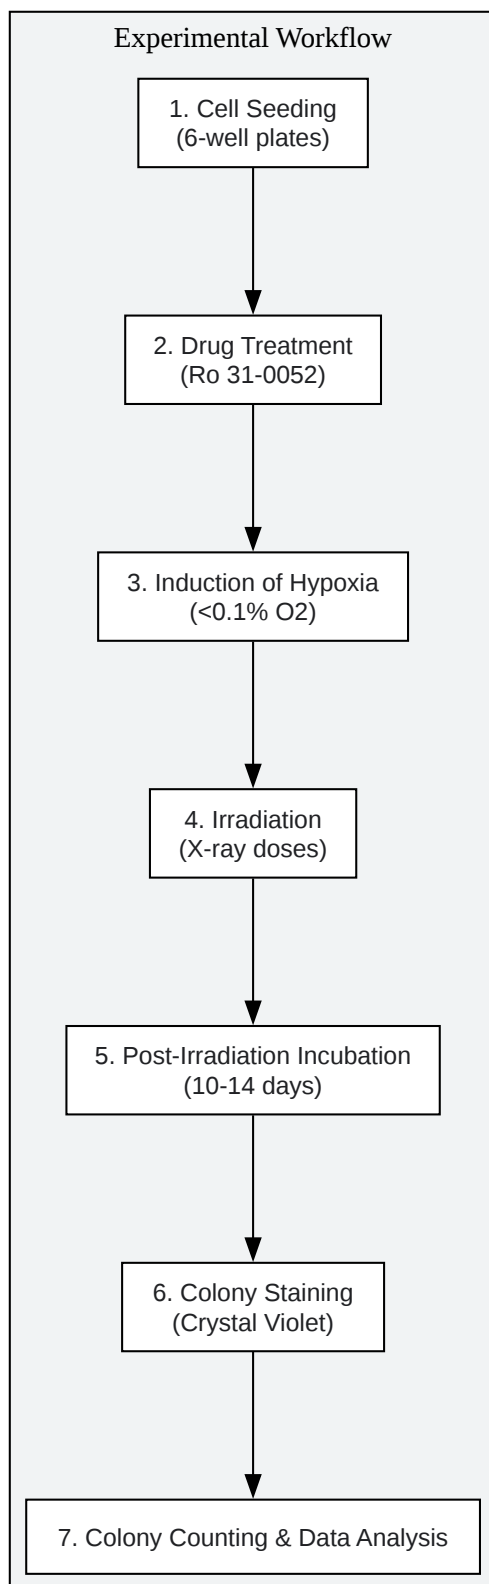 Experimental Workflow
1. Cell Seeding
(6-well plates)
2. Drug Treatment
(Ro 31-0052)
3. Induction of Hypoxia
(<0.1% O2)
4. Irradiation
(X-ray doses)
5. Post-Irradiation Incubation
(10-14 days)
6. Colony Staining
(Crystal Violet)
7. Colony Counting & Data Analysis